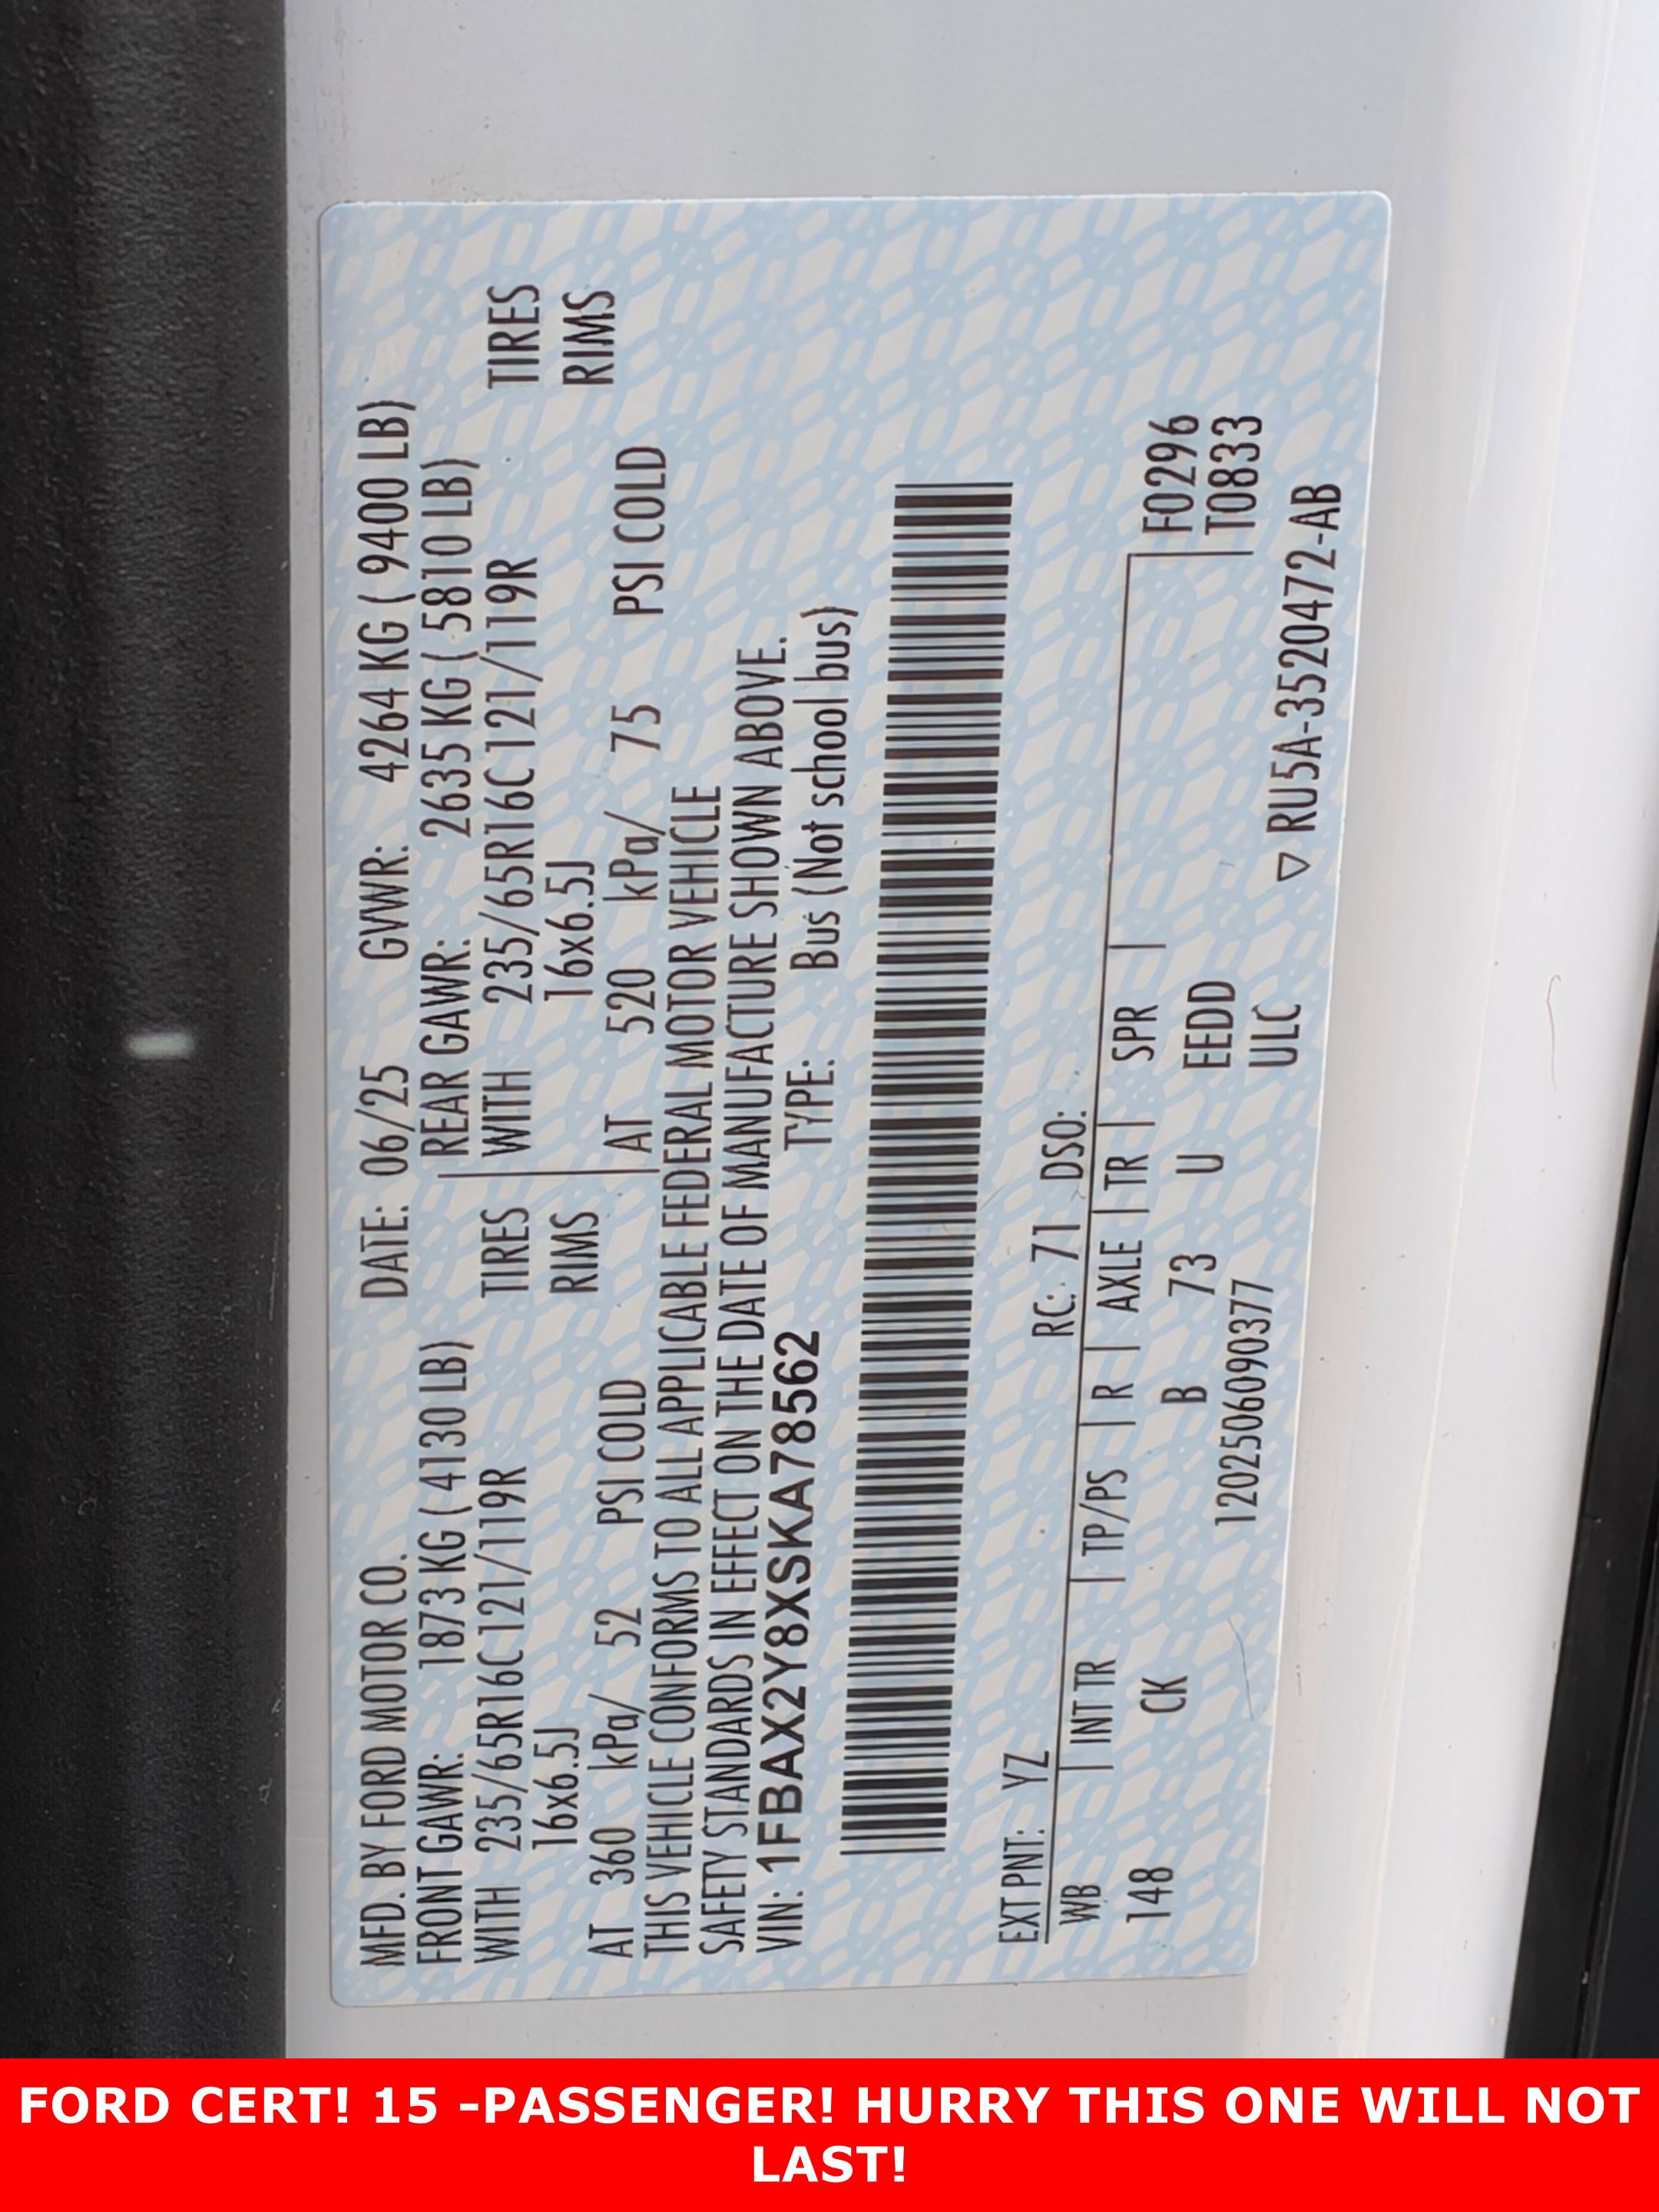 MFD. BY FORD MOTOR CO. DATE: 06/25 GVWR: 4264 KG ( 9400 LB)
FRONT GAWR: 1873 KG ( 4130 LB) REAR GAWR: 2635 KG ( 5810 LB)
WITH 235/65R16C 121/119R TIRES WITH 235/65R16C 121/119R TIRES
16x6.5J RIMS 16x6.5J RIMS
AT 360 kPa/ 52 PSI COLD AT 520 kPa/ 75 PSI COLD
THIS VEHICLE CONFORMS TO ALL APPLICABLE FEDERAL MOTOR VEHICLE
SAFETY STANDARDS IN EFFECT ON THE DATE OF MANUFACTURE SHOWN ABOVE.
VIN: 1FBAX2Y8XSKA78562 TYPE: Bus (Not school bus)
EXT PNT: YZ RC: 71 DSO:
WB | INT TR | TP/PS | R | AXLE | TR | SPR | F0296
148 CK B 73 U EEDD T0833
1202506090377 ULC ▽ RU5A-3520472-AB
FORD CERT! 15 -PASSENGER! HURRY THIS ONE WILL NOT
LAST!